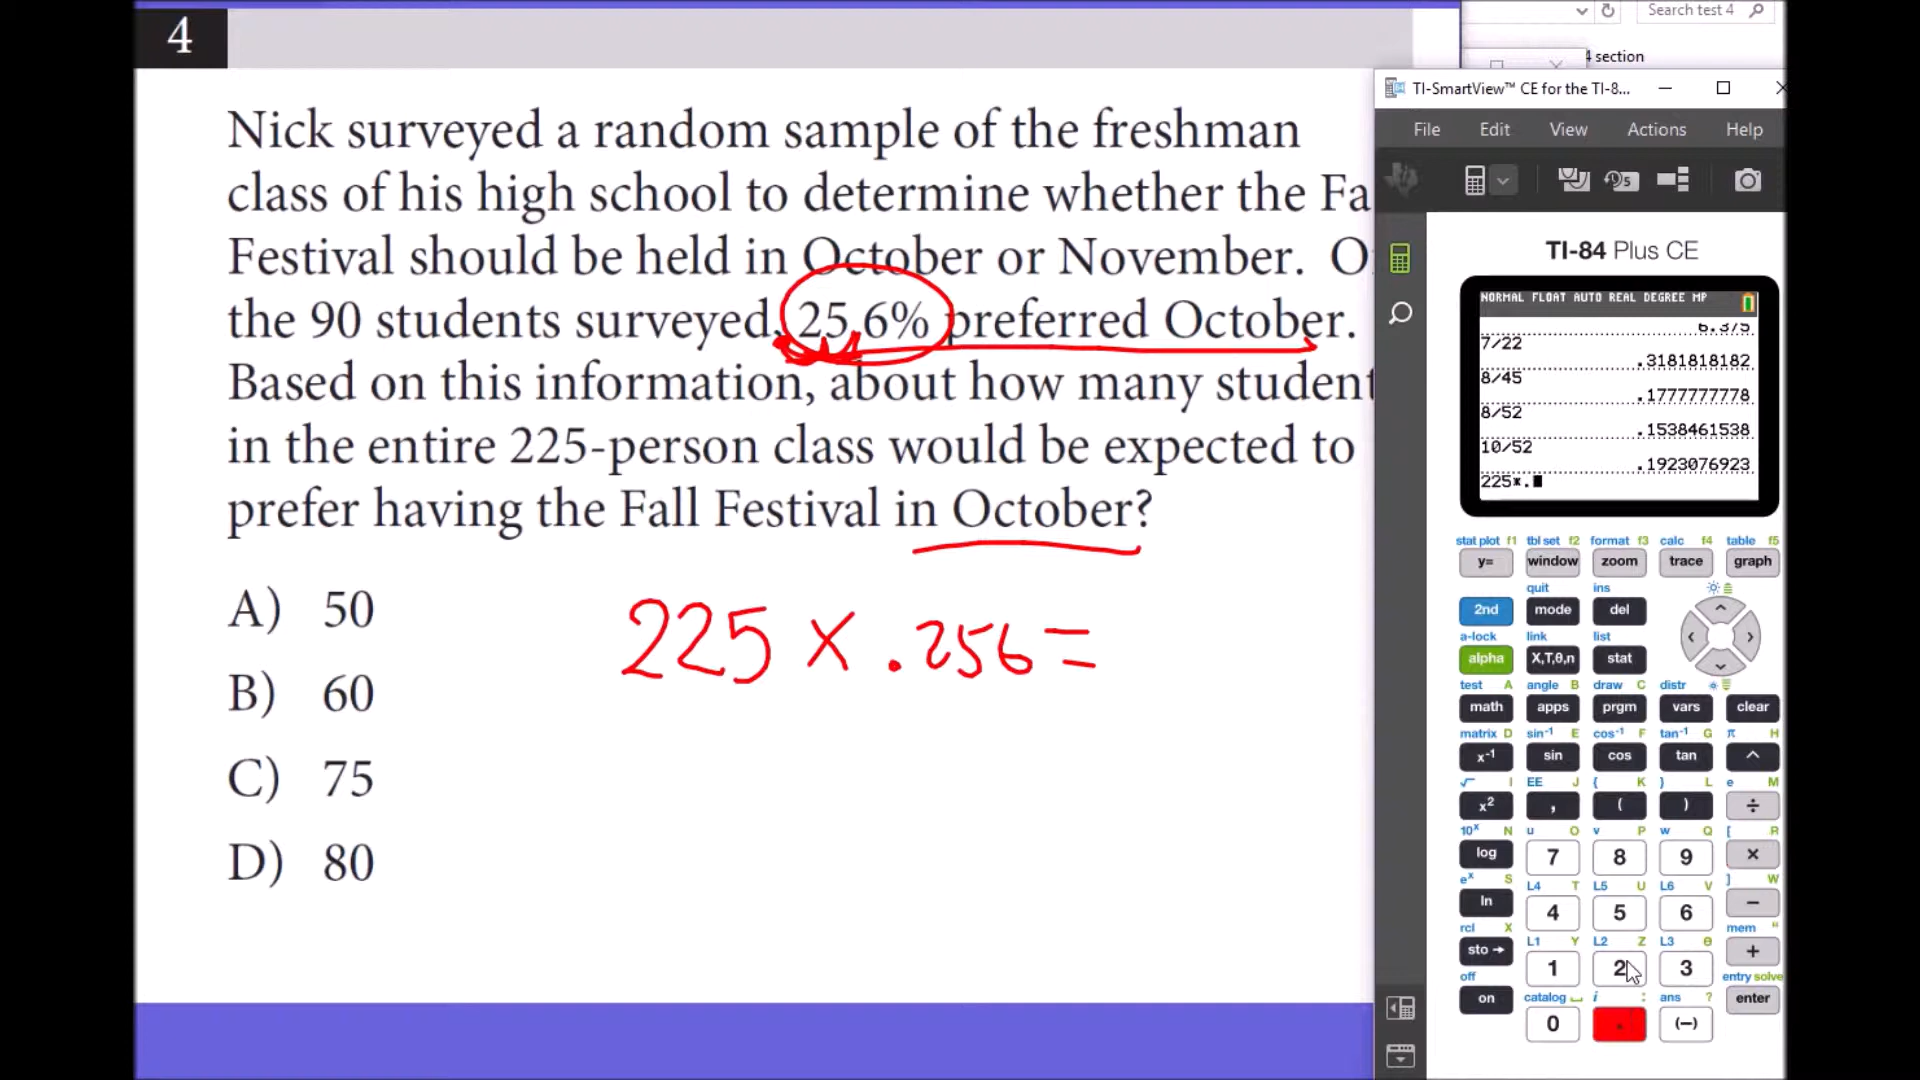 4
Search test 4
4 section
Nick surveyed a random sample of the freshman
class of his high school to determine whether the Fa
Festival should be held in October or November. O
the 90 students surveyed, 25.6% preferred October.
Based on this information, about how many student
in the entire 225-person class would be expected to
prefer having the Fall Festival in October?
A) 50
B) 60
C) 75
D) 80
225 × .256 =
TI-SmartView™ CE for the TI-8...
File Edit View Actions Help
TI-84 Plus CE
NORMAL FLOAT AUTO REAL DEGREE MP
6.375
7/22
.3181818182
8/45
.1777777778
8/52
.1538461538
10/52
.1923076923
225*.
stat plot f1 tbl set f2 format f3 calc f4 table f5
y= window zoom trace graph
quit ins
2nd mode del
a-lock link list
alpha X,T,θ,n stat
test A angle B draw C distr
math apps prgm vars clear
matrix D sin⁻¹ E cos⁻¹ F tan⁻¹ G π H
x⁻¹ sin cos tan ^
√ I EE J { K } L e M
x² , ( ) ÷
10ˣ N u O v P w Q [ R
log 7 8 9 ×
eˣ S L4 T L5 U L6 V ] W
ln 4 5 6 −
rcl X L1 Y L2 Z L3 θ mem "
sto→ 1 2 3 +
off catalog i : ans ? entry solve
on 0 . (−) enter